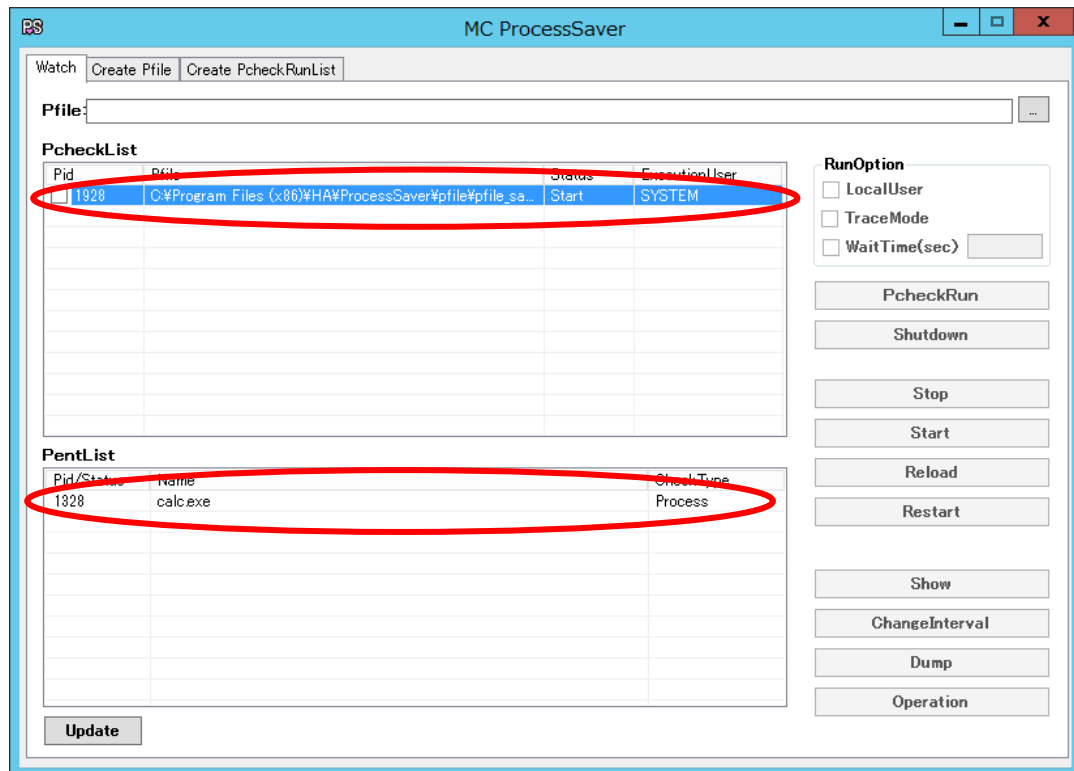 PS
MC ProcessSaver
Watch Create Pfile Create PcheckRunList
Pfile:
...
PcheckList
Pid Pfile Status ExecutionUser
1928 C:¥Program Files (x86)¥HA¥ProcessSaver¥pfile¥pfile_sa... Start SYSTEM
RunOption
LocalUser
TraceMode
WaitTime(sec)
PcheckRun
Shutdown
Stop
Start
Reload
Restart
Show
ChangeInterval
Dump
Operation
PentList
Pid/Status Name CheckType
1328 calc.exe Process
Update